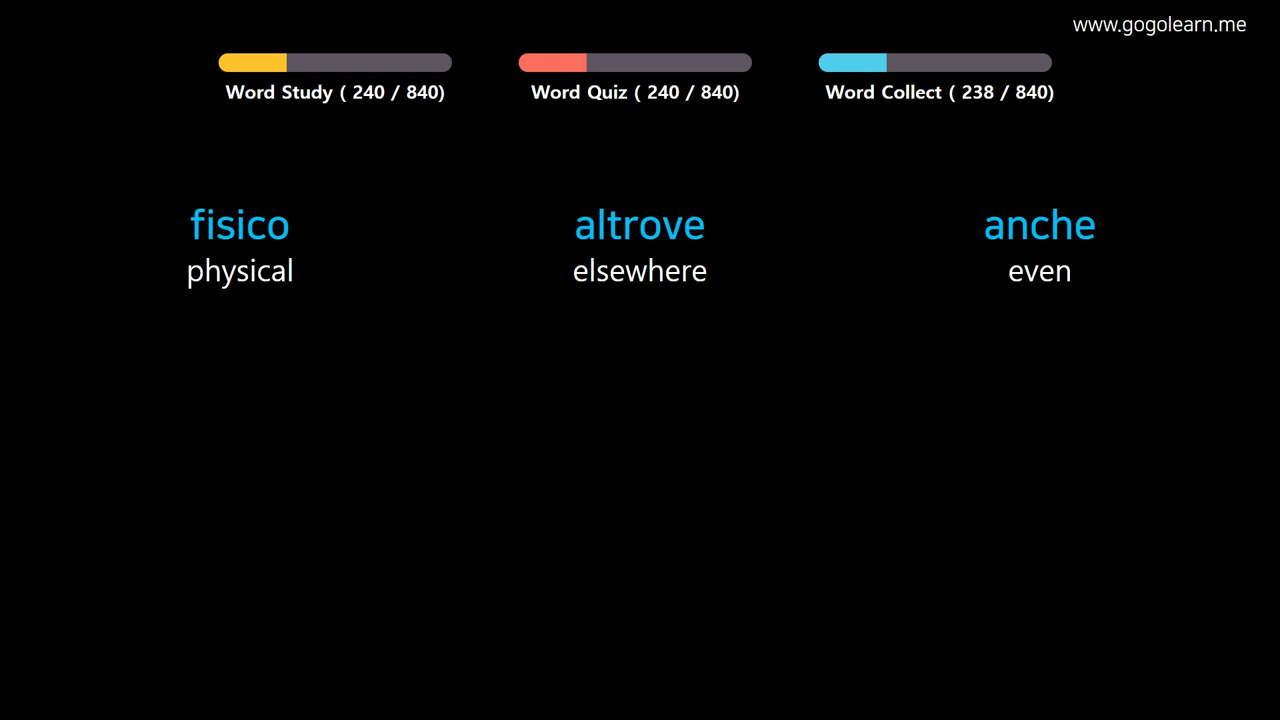 www.gogolearn.me
Word Study ( 240 / 840)
Word Quiz ( 240 / 840)
Word Collect ( 238 / 840)
fisico
physical
altrove
elsewhere
anche
even